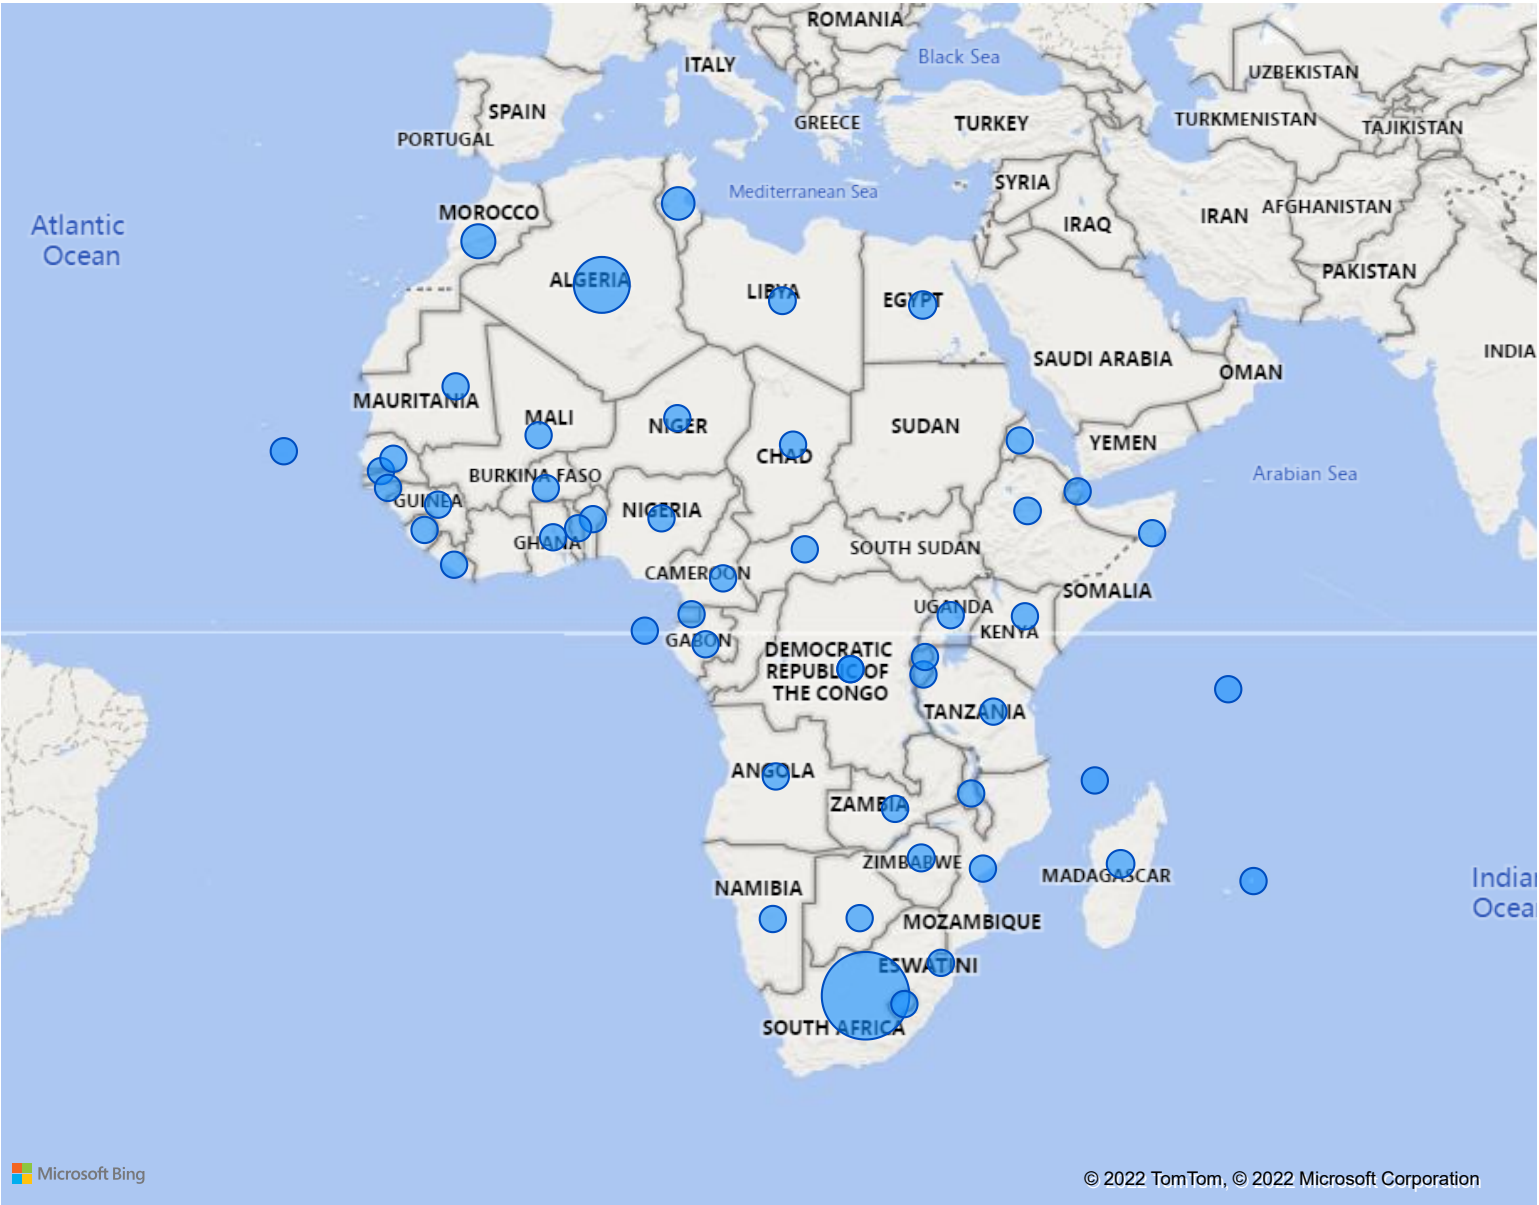 ROMANIA
Black Sea
ITALY
UZBEKISTAN
SPAIN
GREECE
TURKEY
TURKMENISTAN
TAJIKISTAN
PORTUGAL
SYRIA
Mediterranean Sea
AFGHANISTAN
MOROCCO
IRAN
IRAQ
Atlantic
Ocean
PAKISTAN
ALGERIA
LIBYA
EGYPT
INDIA
SAUDI ARABIA
OMAN
MAURITANIA
MALI
NIGER
SUDAN
YEMEN
CHAD
BURKINA FASO
Arabian Sea
GUINEA
NIGERIA
GHANA
SOUTH SUDAN
CAMEROON
SOMALIA
UGANDA
KENYA
GABON
DEMOCRATIC
REPUBLIC OF
THE CONGO
TANZANIA
ANGOLA
ZAMBIA
ZIMBABWE
MADAGASCAR
NAMIBIA
India
Ocea
MOZAMBIQUE
ESWATINI
SOUTH AFRICA
Microsoft Bing
© 2022 TomTom, © 2022 Microsoft Corporation